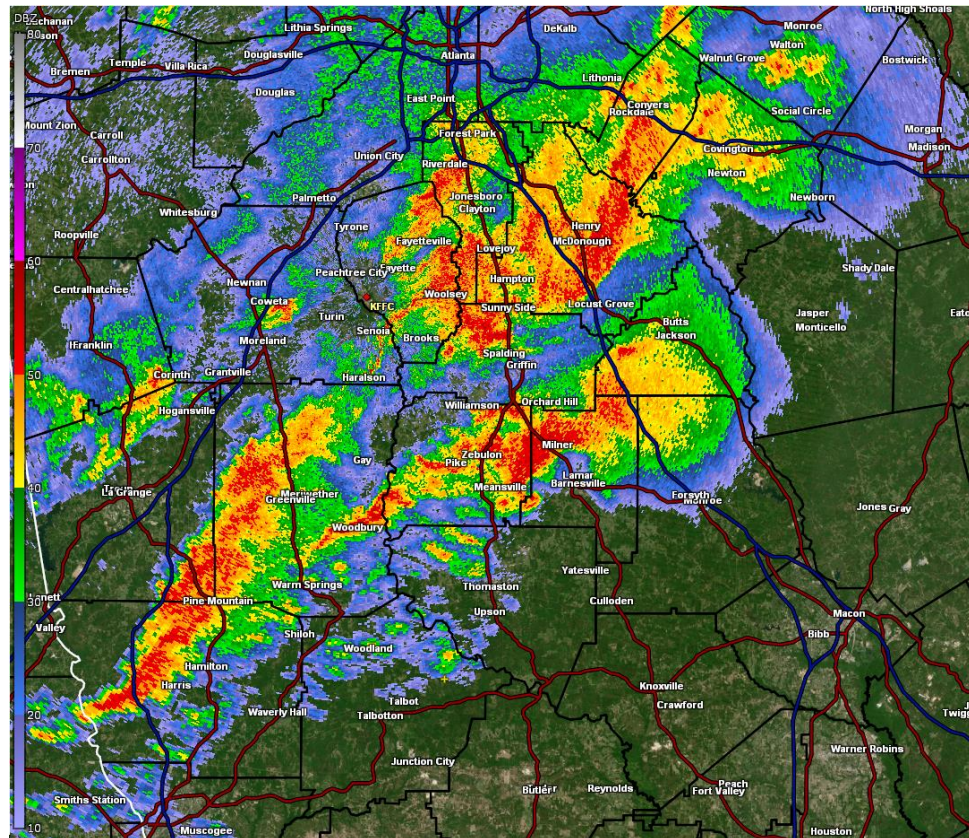 DBZ
80
North High Shoals
Buchanan
Lithia Springs
DeKalb
Monroe
Walton
Walnut Grove
Bostwick
Atlanta
Douglasville
Temple
Villa Rica
Bremen
Lithonia
Douglas
East Point
Conyers
Rockdale
Social Circle
Mount Zion
Carroll
Forest Park
Morgan
Madison
70
Carrollton
Union City
Riverdale
Covington
Newton
Jonesboro
Clayton
Palmetto
Newborn
Whitesburg
Tyrone
Henry
Roopville
Fayetteville
Lovejoy
McDonough
60
Fayette
Peachtree City
Shady Dale
Centralhatchee
Newnan
Hampton
Coweta
Woolsey
KFFC
Sunny Side
Locust Grove
Turin
Jasper
Monticello
Senoia
Butts
Jackson
Moreland
Brooks
Franklin
Spalding
Griffin
50
Corinth
Grantville
Haralson
Hogansville
Williamson
Orchard Hill
Milner
Zebulon
Pike
Gay
Lamar
Barnesville
Meansville
40
Troup
La Grange
Meriwether
Greenville
Forsyth
Monroe
Jones
Gray
Woodbury
Yatesville
Warm Springs
Thomaston
30
Pine Mountain
Culloden
Upson
Macon
Valley
Shiloh
Bibb
Woodland
Hamilton
Harris
Knoxville
Talbot
Crawford
20
Waverly Hall
Talbotton
Warner Robins
Junction City
Peach
Fort Valley
Butler
Reynolds
Smiths Station
10
Muscogee
Houston